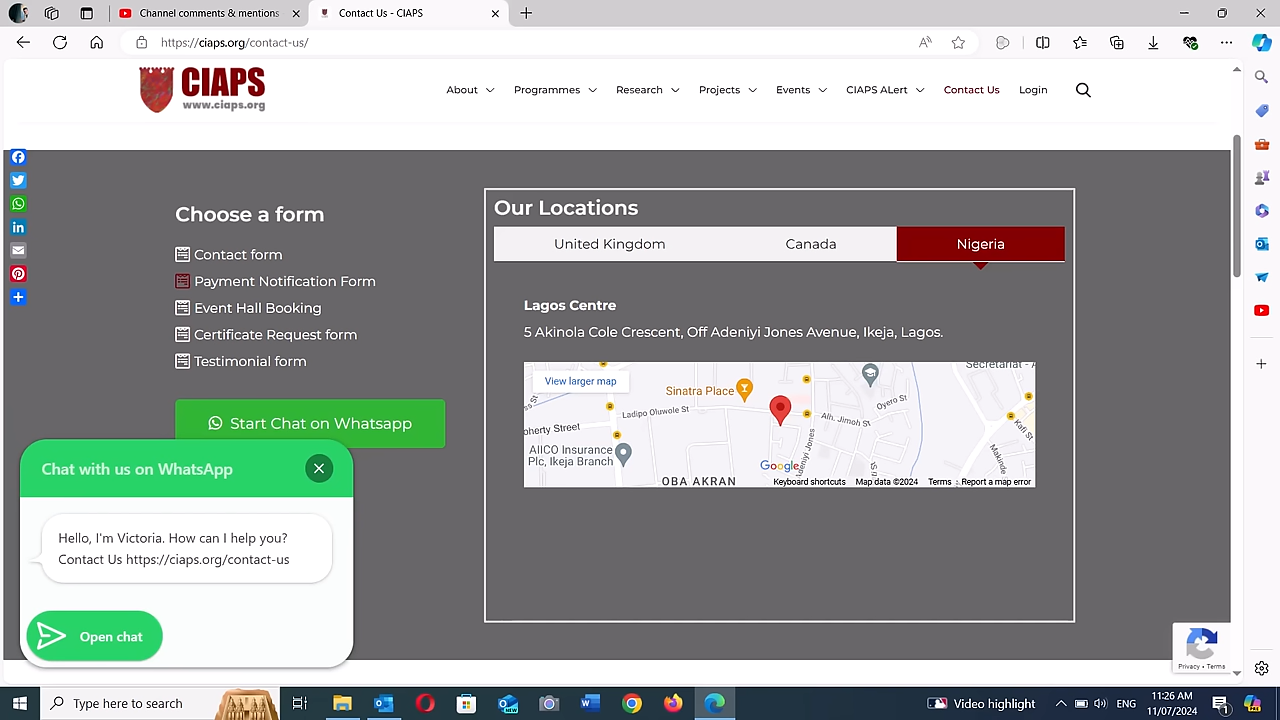 Channel comments & mentions
Contact Us - CIAPS
https://ciaps.org/contact-us/
CIAPS
www.ciaps.org
About
Programmes
Research
Projects
Events
CIAPS ALert
Contact Us
Login
Choose a form
Contact form
Payment Notification Form
Event Hall Booking
Certificate Request form
Testimonial form
Start Chat on Whatsapp
Our Locations
United Kingdom
Canada
Nigeria
Lagos Centre
5 Akinola Cole Crescent, Off Adeniyi Jones Avenue, Ikeja, Lagos.
View larger map
Sinatra Place
Secretariat - A
Ladipo Oluwole St
Oyero St
Alh. Jimoh St
oherty Street
Adeniyi Jones
Kafi St
AIICO Insurance
Plc, Ikeja Branch
OBA AKRAN
Google
Keyboard shortcuts
Map data ©2024
Terms
Report a map error
Chat with us on WhatsApp
Hello, I'm Victoria. How can I help you?
Contact Us https://ciaps.org/contact-us
Open chat
Privacy • Terms
Type here to search
NEW
Video highlight
ENG
11:26 AM
11/07/2024